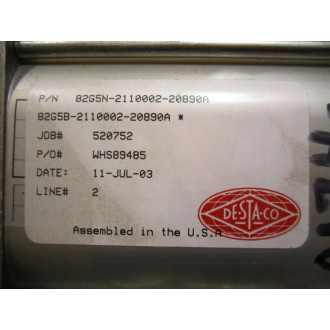 P/N 82G5N-2110002-20890A
82G5B-2110002-20890A *
JOB# 520752
P/O# WHS89485
DATE: 11-JUL-03
LINE# 2
DE-STA-CO
Assembled in the U.S.A